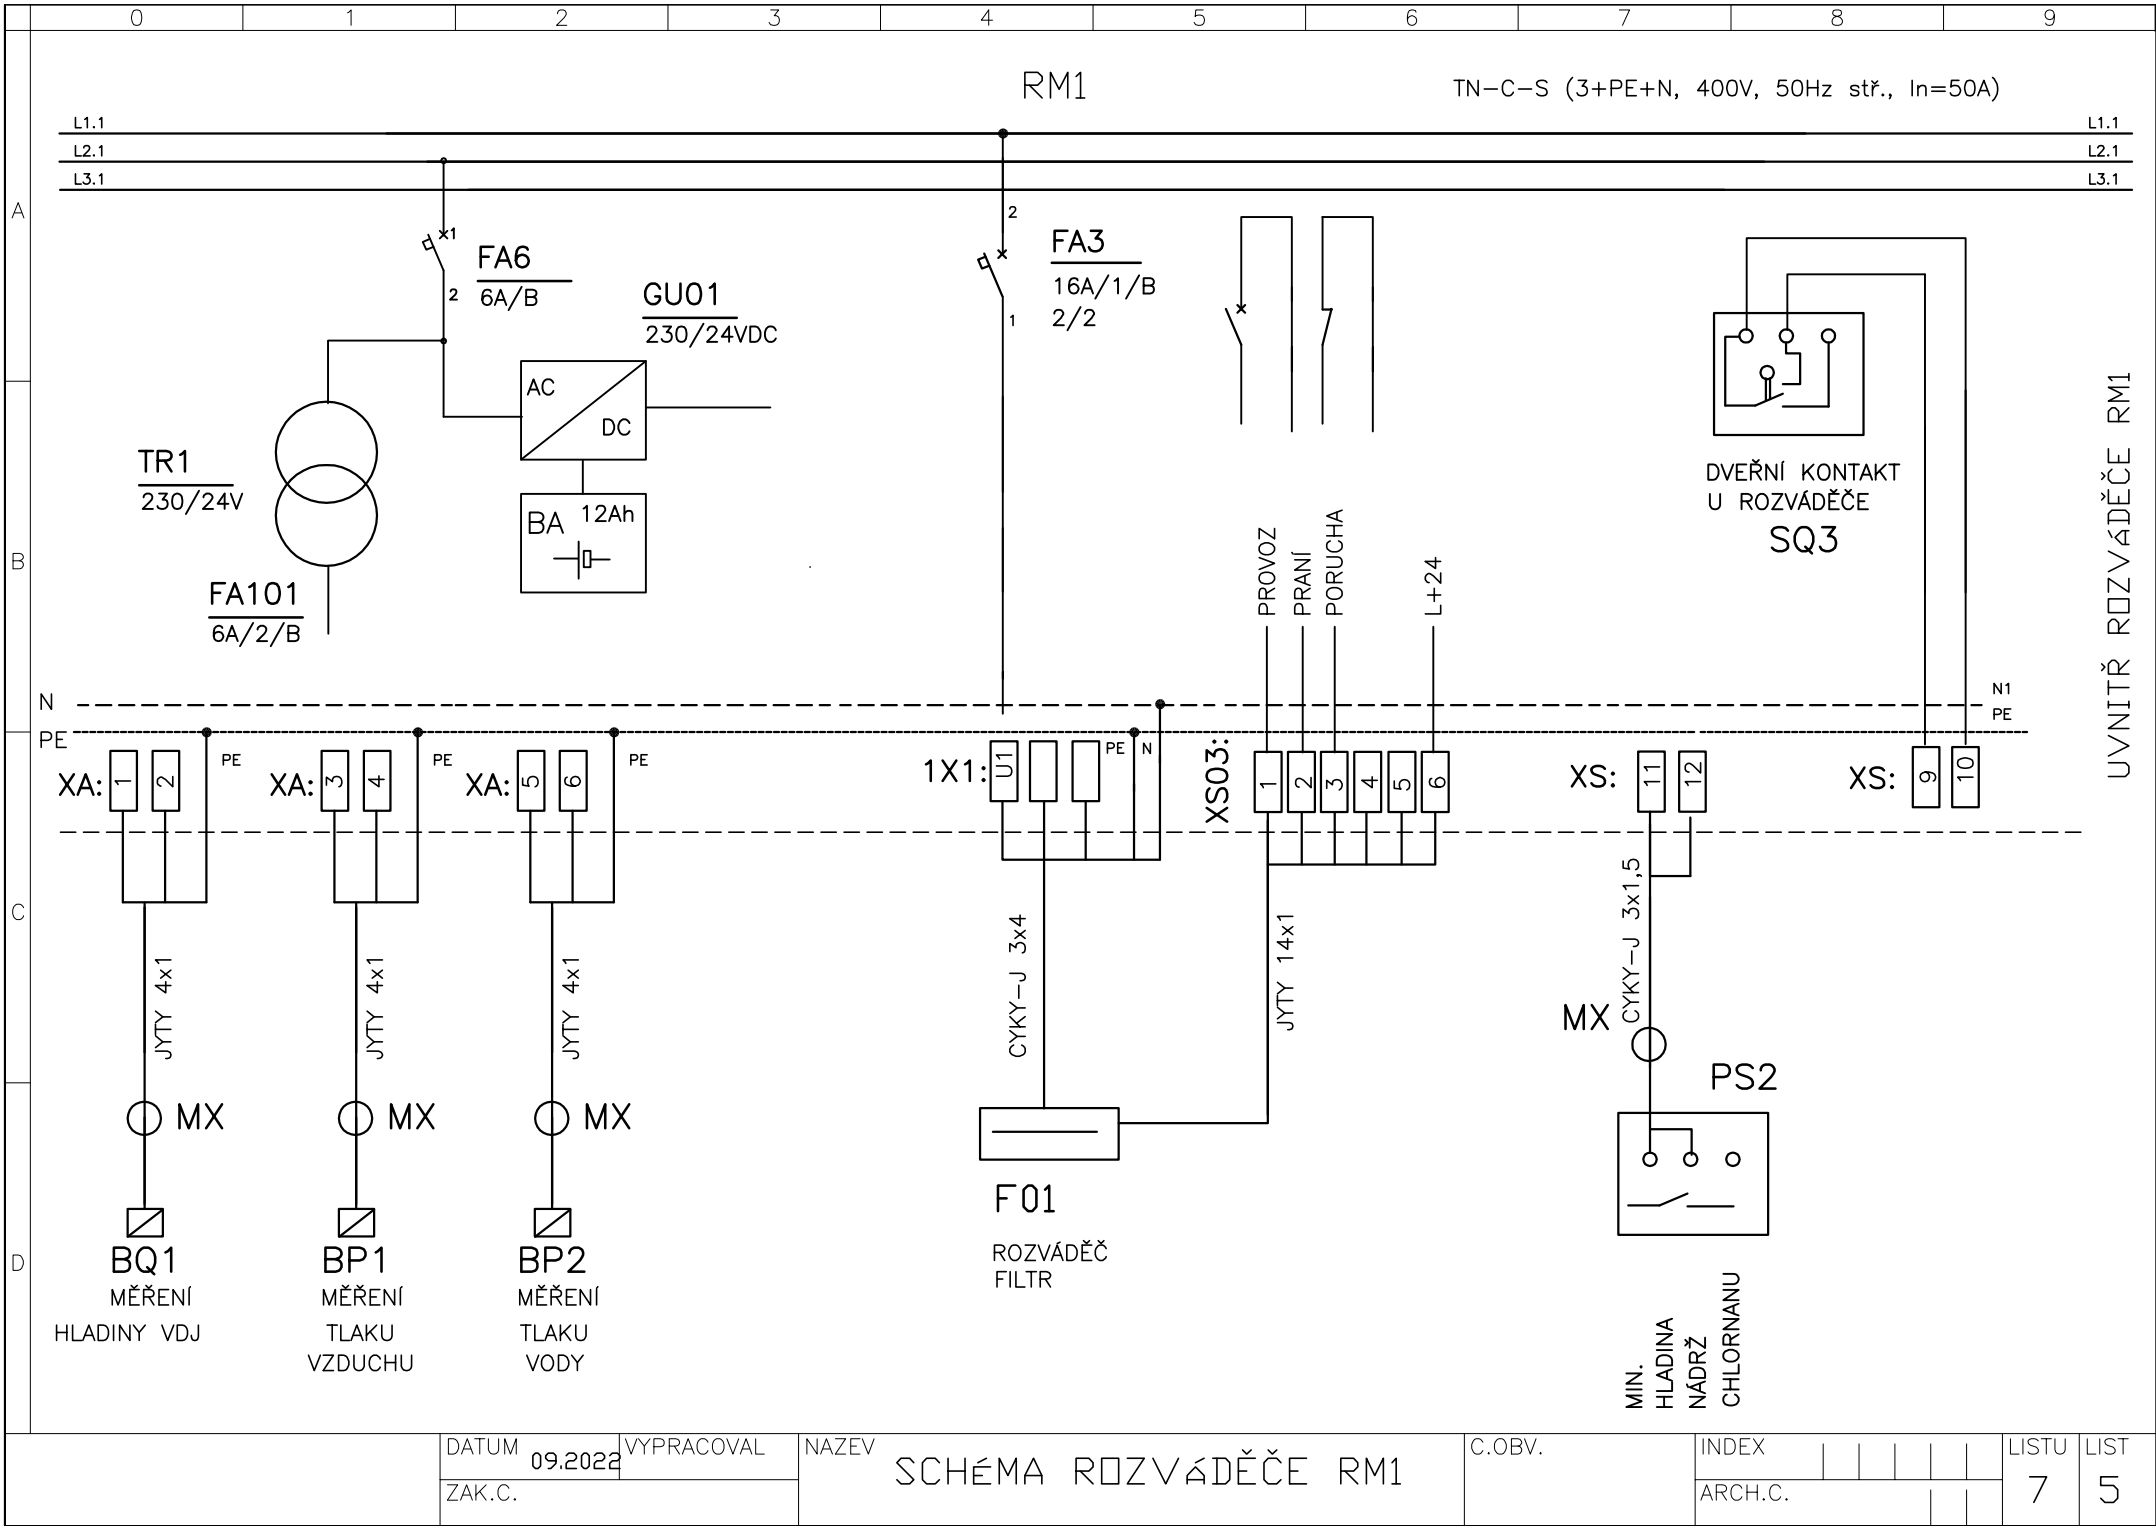 0 1 2 3 4 5 6 7 8 9
RM1
TN-C-S (3+PE+N, 400V, 50Hz stř., In=50A)
L1.1 L1.1
L2.1 L2.1
L3.1 L3.1
A
1
FA6
6A/B
2
GU01
230/24VDC
2
FA3
16A/1/B
2/2
1
AC
DC
TR1
230/24V
BA 12Ah
FA101
6A/2/B
DVEŘNÍ KONTAKT
U ROZVÁDĚČE
SQ3
UVNITŘ ROZVÁDĚČE RM1
B
PROVOZ
PRANÍ
PORUCHA
L+24
N N1
PE PE
XA: 1 2 PE
XA: 3 4 PE
XA: 5 6 PE
1X1: U1 PE N
XS03: 1 2 3 4 5 6
XS: 11 12
XS: 9 10
C
JYTY 4x1
JYTY 4x1
JYTY 4x1
CYKY-J 3x4
JYTY 14x1
CYKY-J 3x1,5
MX
PS2
MX
MX
MX
D
BQ1
MĚŘENÍ
HLADINY VDJ
BP1
MĚŘENÍ
TLAKU
VZDUCHU
BP2
MĚŘENÍ
TLAKU
VODY
F01
ROZVÁDĚČ
FILTR
MIN.
HLADINA
NÁDRŽ
CHLORNANU
DATUM 09.2022
VYPRACOVAL
ZAK.C.
NAZEV
SCHÉMA ROZVÁDĚČE RM1
C.OBV.
INDEX
ARCH.C.
LISTU
7
LIST
5